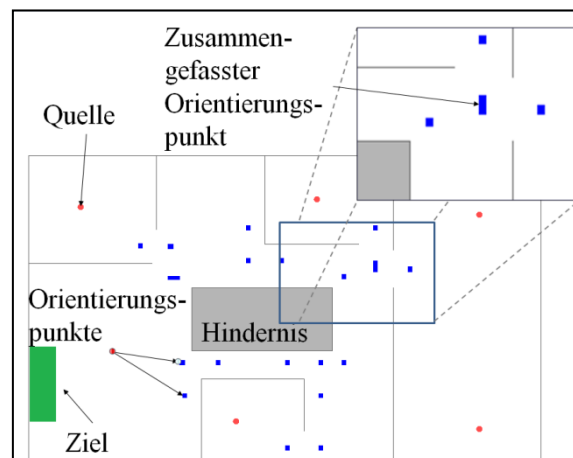 Zusammen-
gefasster
Orientierungs-
punkt
Quelle
Orientierungs-
punkte
Hindernis
Ziel